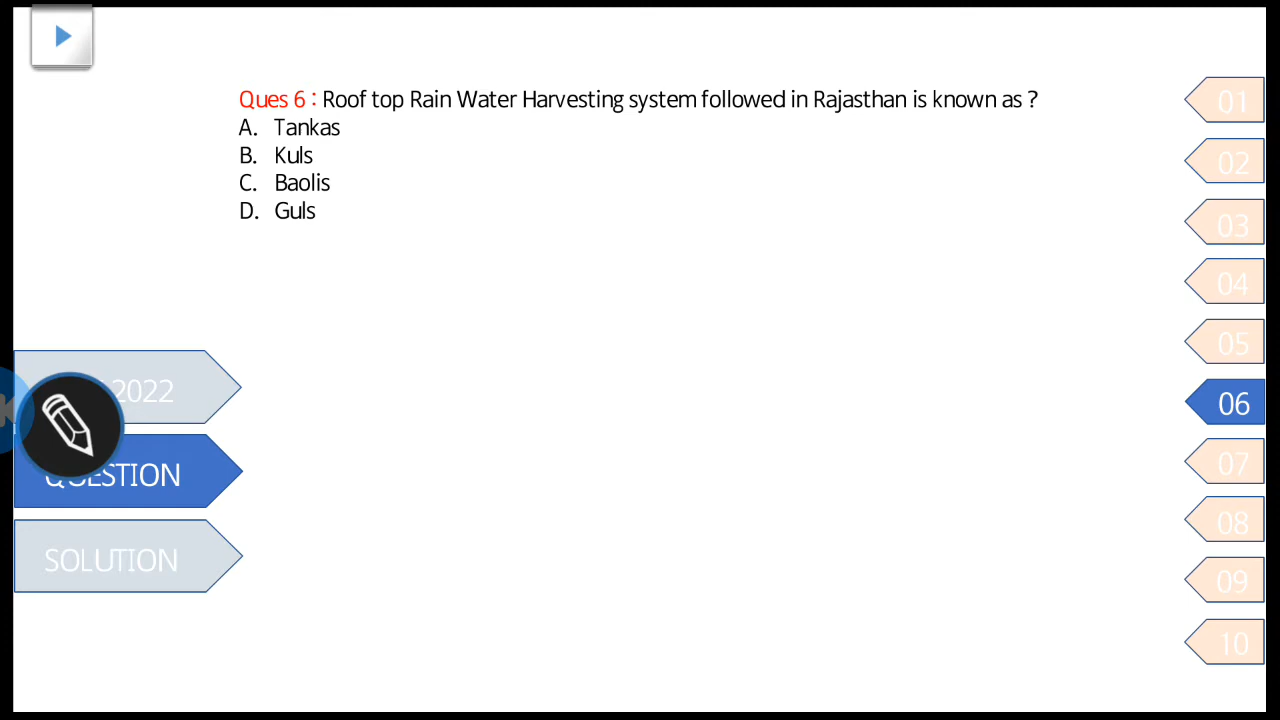 Ques 6 : Roof top Rain Water Harvesting system followed in Rajasthan is known as ?
A. Tankas
B. Kuls
C. Baolis
D. Guls
01
02
03
04
05
06
07
08
09
10
2022
QUESTION
SOLUTION